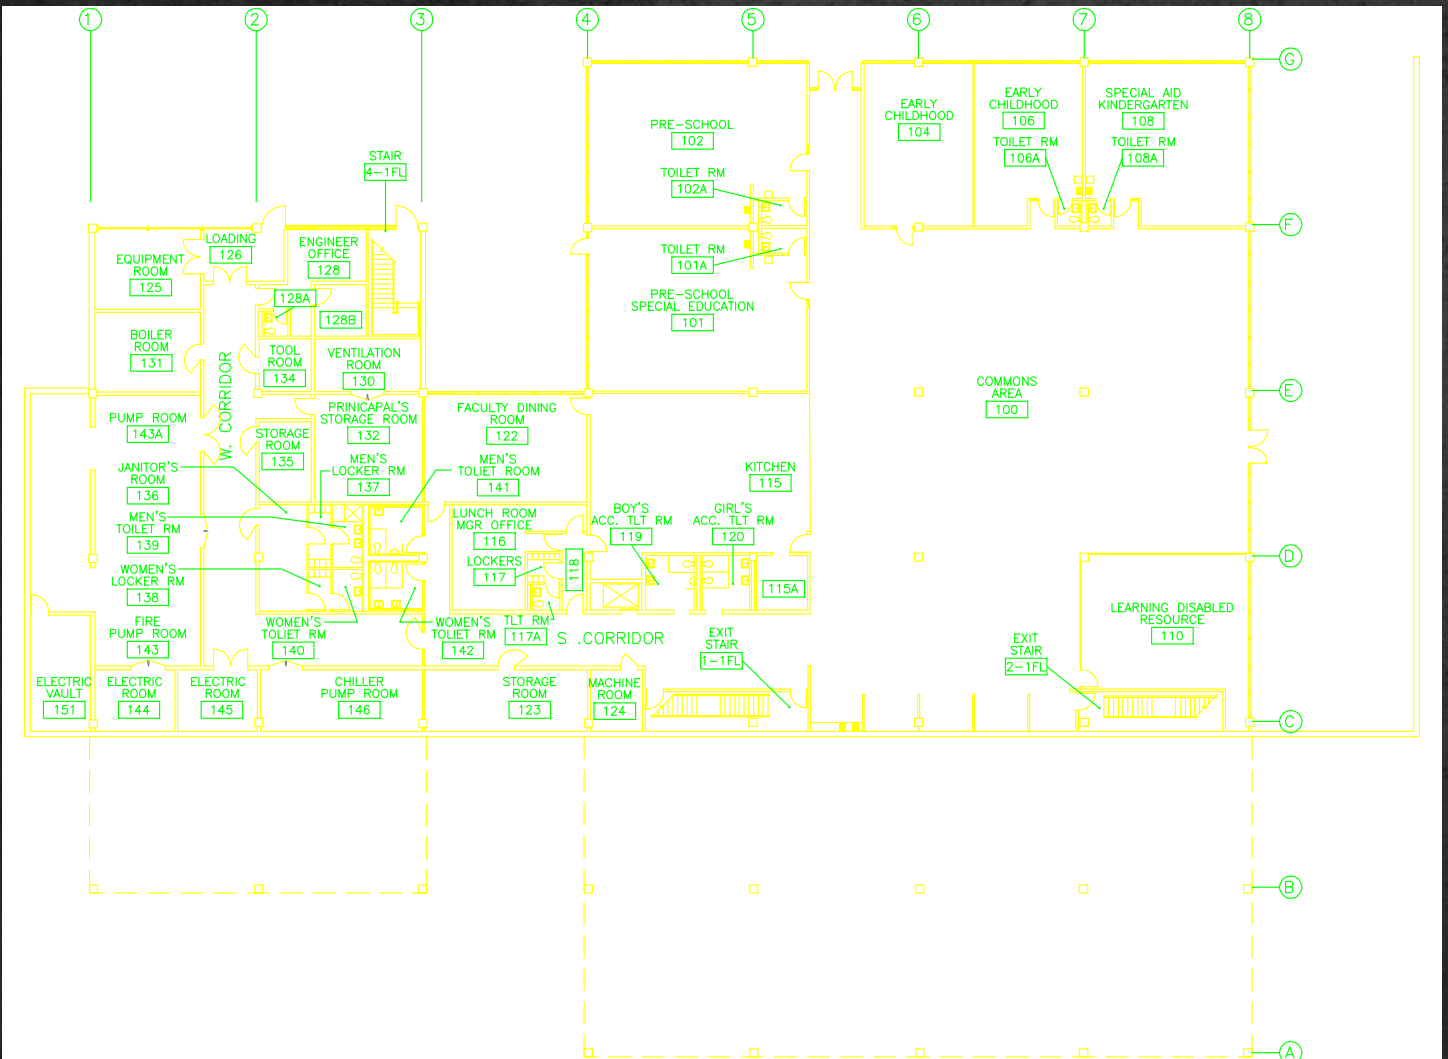 1
2
3
4
5
6
7
8
G
F
E
D
C
B
A
STAIR
4-1FL
PRE-SCHOOL
102
TOILET RM
102A
TOILET RM
101A
PRE-SCHOOL
SPECIAL EDUCATION
101
EARLY
CHILDHOOD
104
EARLY
CHILDHOOD
106
TOILET RM
106A
SPECIAL AID
KINDERGARTEN
108
TOILET RM
108A
LOADING
126
EQUIPMENT
ROOM
125
ENGINEER
OFFICE
128
128A
128B
BOILER
ROOM
131
W. CORRIDOR
TOOL
ROOM
134
VENTILATION
ROOM
130
COMMONS
AREA
100
PUMP ROOM
143A
PRINICAPAL'S
STORAGE ROOM
132
STORAGE
ROOM
135
FACULTY DINING
ROOM
122
JANITOR'S
ROOM
136
MEN'S
LOCKER RM
137
MEN'S
TOLIET ROOM
141
KITCHEN
115
MEN'S
TOILET RM
139
LUNCH ROOM
MGR OFFICE
116
BOY'S
ACC. TLT RM
119
GIRL'S
ACC. TLT RM
120
WOMEN'S
LOCKER RM
138
LOCKERS
117
118
115A
FIRE
PUMP ROOM
143
WOMEN'S
TOLIET RM
140
WOMEN'S
TOLIET RM
142
TLT RM
117A
S .CORRIDOR
EXIT
STAIR
1-1FL
EXIT
STAIR
2-1FL
LEARNING DISABLED
RESOURCE
110
ELECTRIC
VAULT
151
ELECTRIC
ROOM
144
ELECTRIC
ROOM
145
CHILLER
PUMP ROOM
146
STORAGE
ROOM
123
MACHINE
ROOM
124